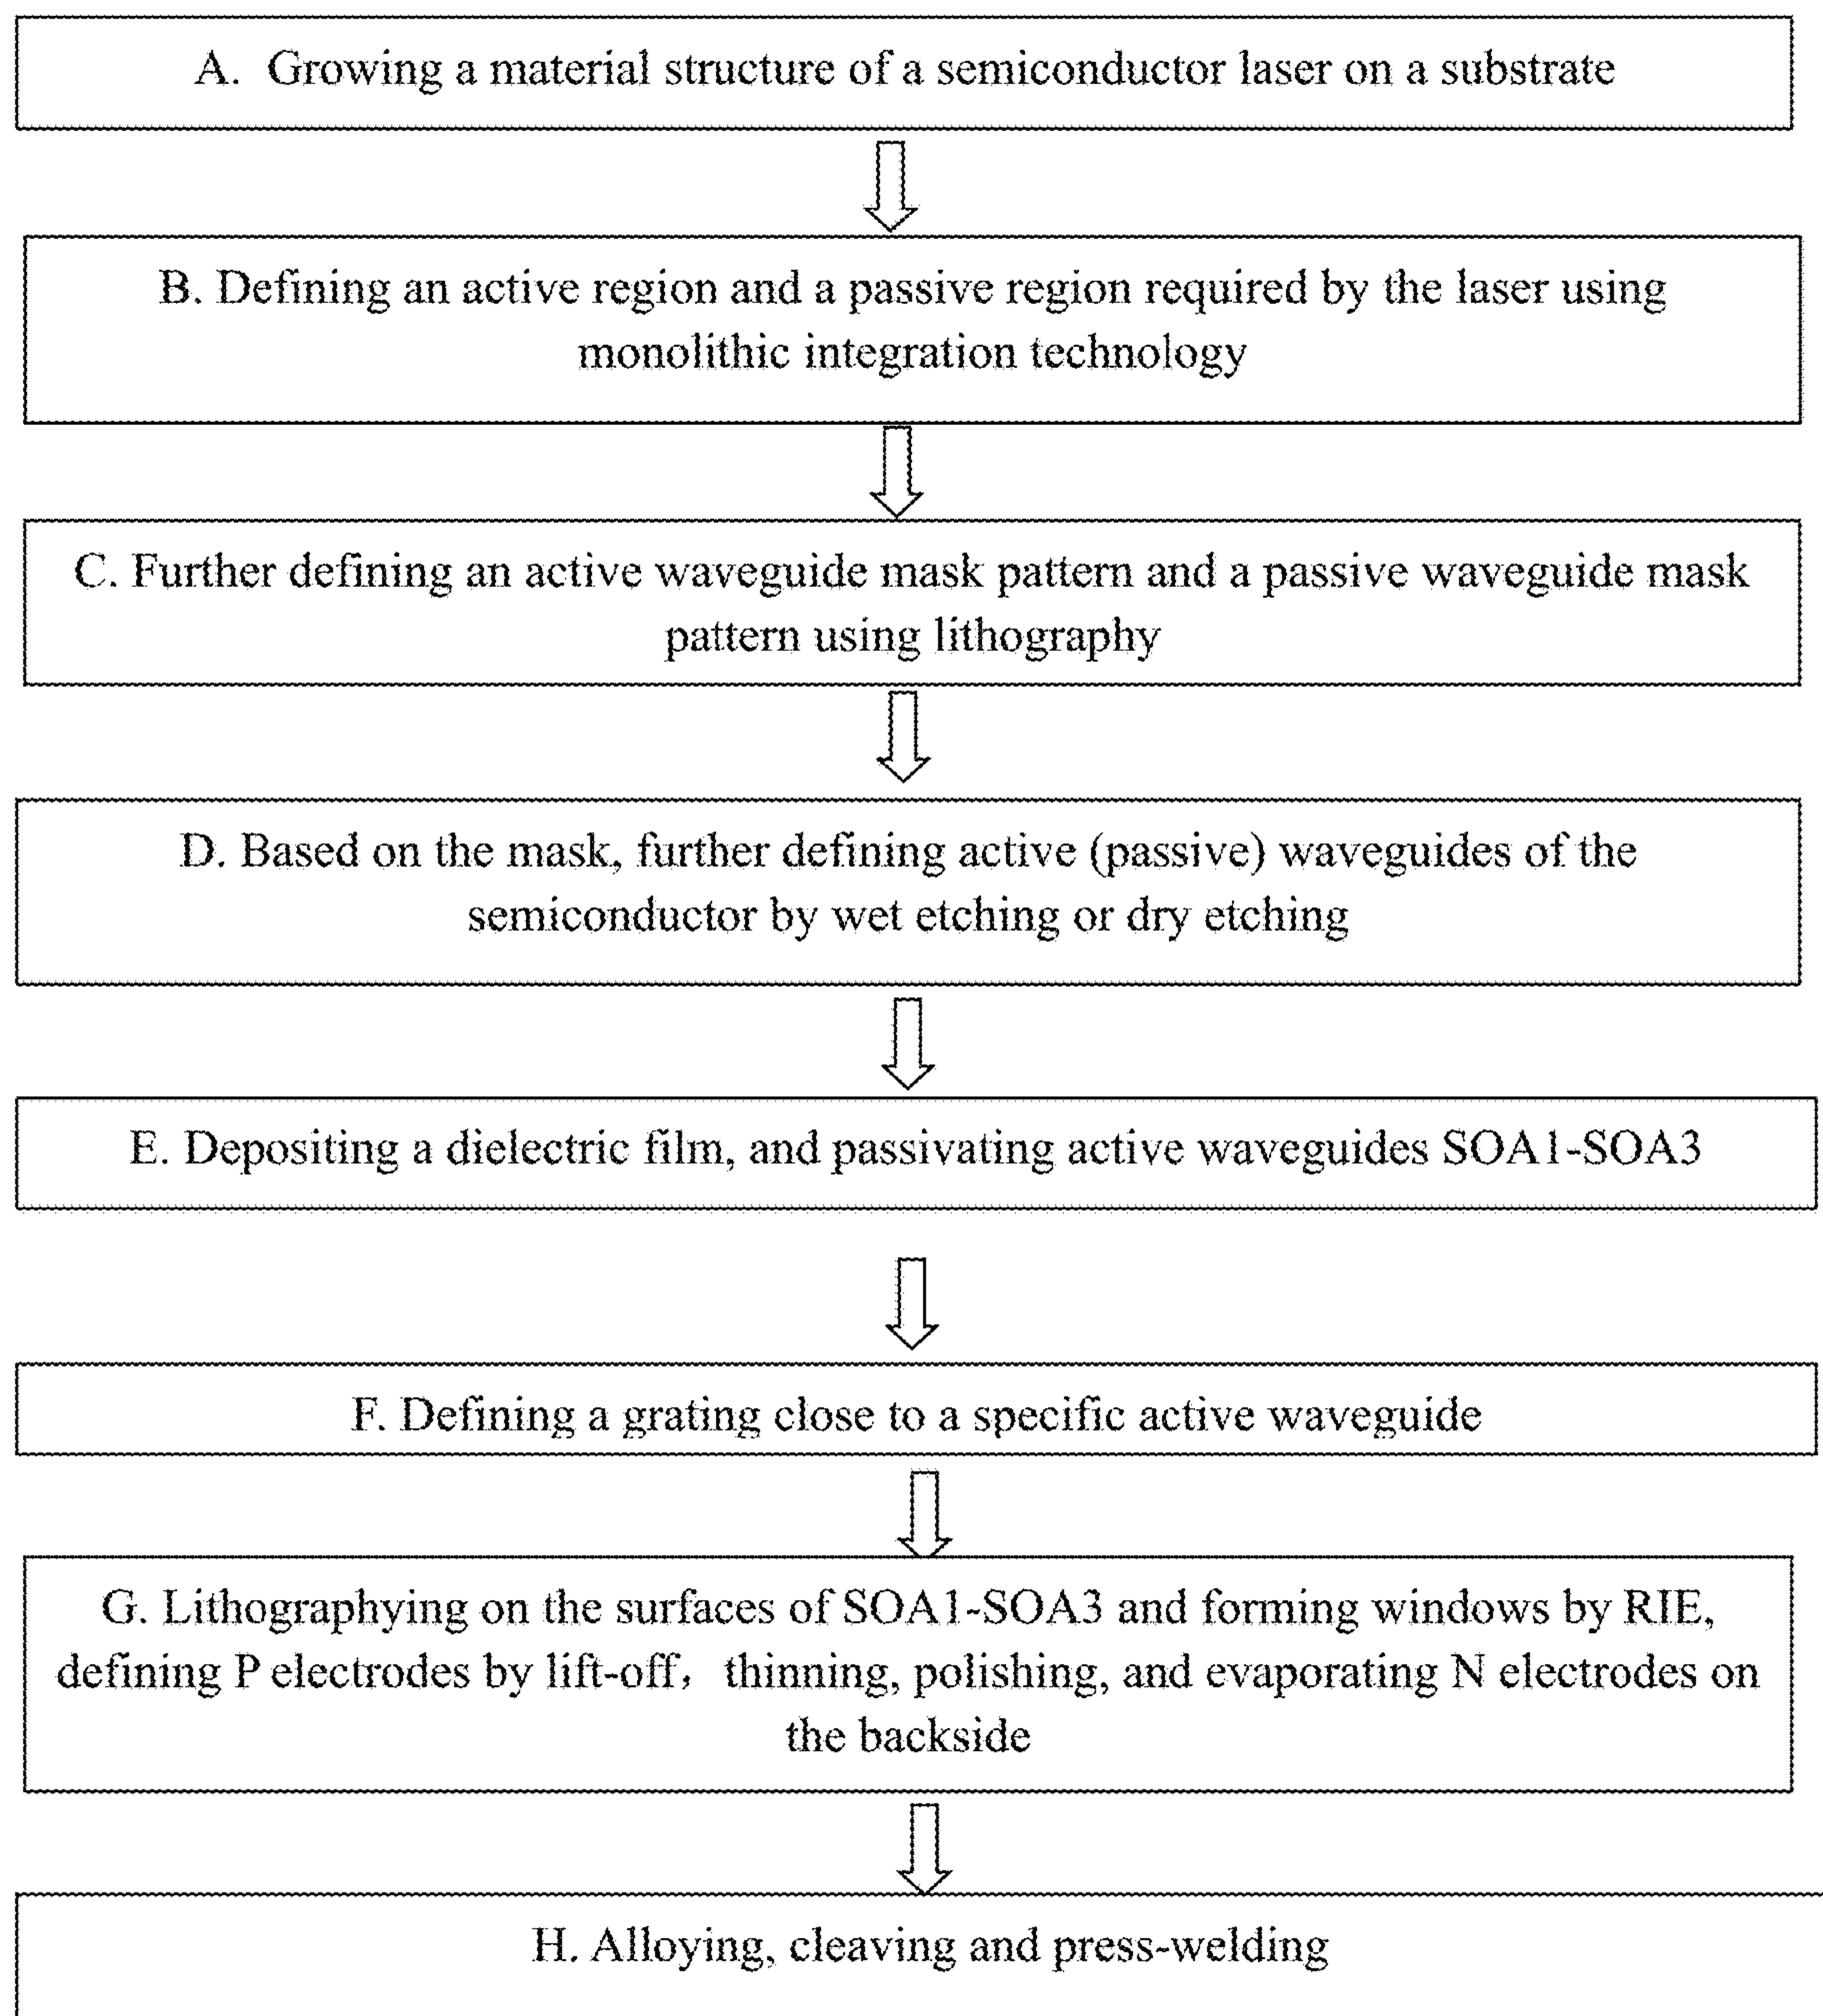 A. Growing a material structure of a semiconductor laser on a substrate
B. Defining an active region and a passive region required by the laser using
monolithic integration technology
C. Further defining an active waveguide mask pattern and a passive waveguide mask
pattern using lithography
D. Based on the mask, further defining active (passive) waveguides of the
semiconductor by wet etching or dry etching
E. Depositing a dielectric film, and passivating active waveguides SOA1-SOA3
F. Defining a grating close to a specific active waveguide
G. Lithographying on the surfaces of SOA1-SOA3 and forming windows by RIE,
defining P electrodes by lift-off，thinning, polishing, and evaporating N electrodes on
the backside
H. Alloying, cleaving and press-welding